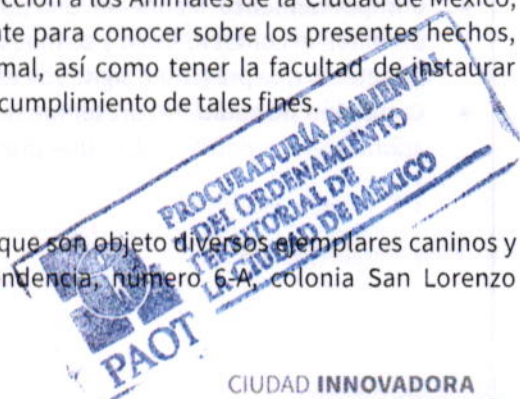 cción a los Animales de la Ciudad de México,
nte para conocer sobre los presentes hechos,
mal, así como tener la facultad de instaurar
cumplimiento de tales fines.
PROCURADURÍA AMBIENTAL Y
DEL ORDENAMIENTO
TERRITORIAL DE
LA CIUDAD DE MÉXICO
PAOT
que son objeto diversos ejemplares caninos y
endencia, número 6-A, colonia San Lorenzo
CIUDAD INNOVADORA